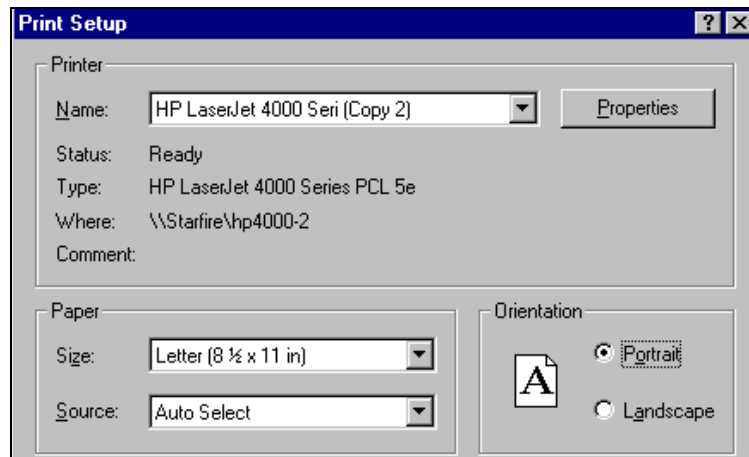 Print Setup ? X
Printer
Name: HP LaserJet 4000 Seri (Copy 2) Properties
Status: Ready
Type: HP LaserJet 4000 Series PCL 5e
Where: \\Starfire\hp4000-2
Comment:
Paper Orientation
Size: Letter (8 ½ x 11 in) A Portrait
Source: Auto Select Landscape